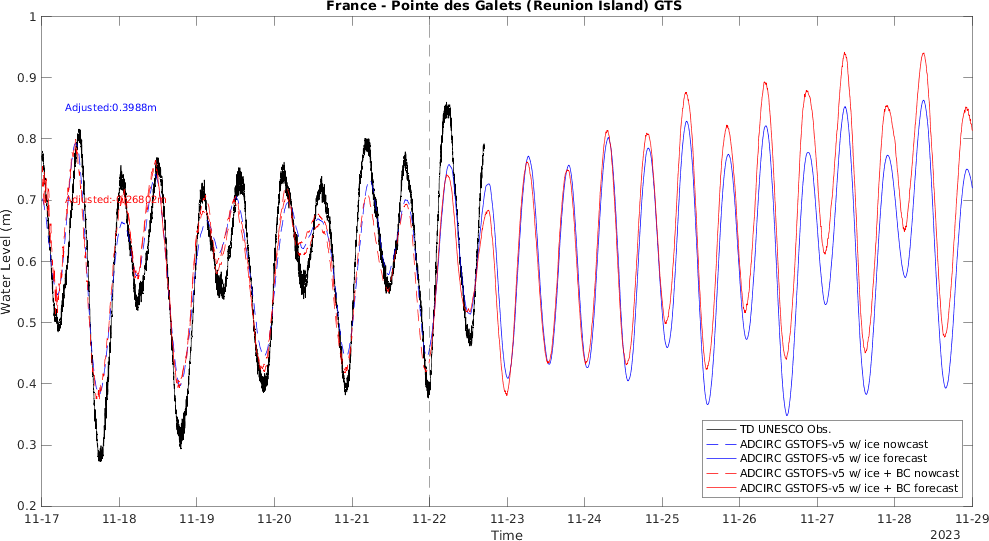 France - Pointe des Galets (Reunion Island) GTS
1
0.9
0.8
0.7
0.6
0.5
0.4
0.3
0.2
Water Level (m)
Adjusted:0.3988m
Adjusted:-0.26802m
TD UNESCO Obs.
ADCIRC GSTOFS-v5 w/ ice nowcast
ADCIRC GSTOFS-v5 w/ ice forecast
ADCIRC GSTOFS-v5 w/ ice + BC nowcast
ADCIRC GSTOFS-v5 w/ ice + BC forecast
11-17 11-18 11-19 11-20 11-21 11-22 11-23 11-24 11-25 11-26 11-27 11-28 11-29
Time
2023